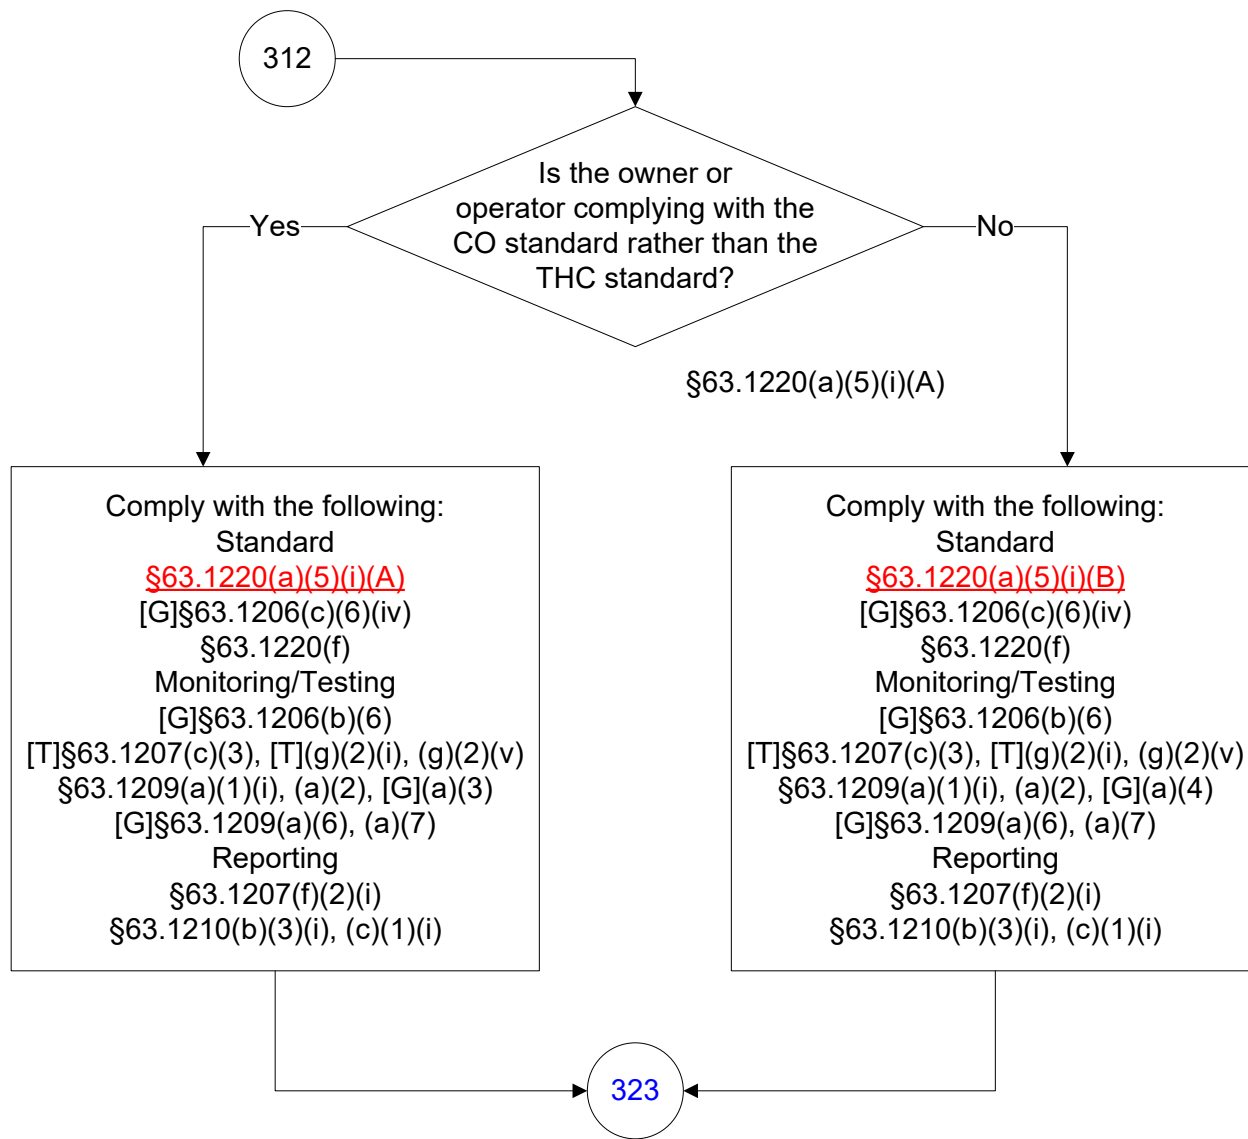 312
Is the owner or
operator complying with the
CO standard rather than the
THC standard?
Yes
No
§63.1220(a)(5)(i)(A)
Comply with the following:
Standard
§63.1220(a)(5)(i)(A)
[G]§63.1206(c)(6)(iv)
§63.1220(f)
Monitoring/Testing
[G]§63.1206(b)(6)
[T]§63.1207(c)(3), [T](g)(2)(i), (g)(2)(v)
§63.1209(a)(1)(i), (a)(2), [G](a)(3)
[G]§63.1209(a)(6), (a)(7)
Reporting
§63.1207(f)(2)(i)
§63.1210(b)(3)(i), (c)(1)(i)
Comply with the following:
Standard
§63.1220(a)(5)(i)(B)
[G]§63.1206(c)(6)(iv)
§63.1220(f)
Monitoring/Testing
[G]§63.1206(b)(6)
[T]§63.1207(c)(3), [T](g)(2)(i), (g)(2)(v)
§63.1209(a)(1)(i), (a)(2), [G](a)(4)
[G]§63.1209(a)(6), (a)(7)
Reporting
§63.1207(f)(2)(i)
§63.1210(b)(3)(i), (c)(1)(i)
323